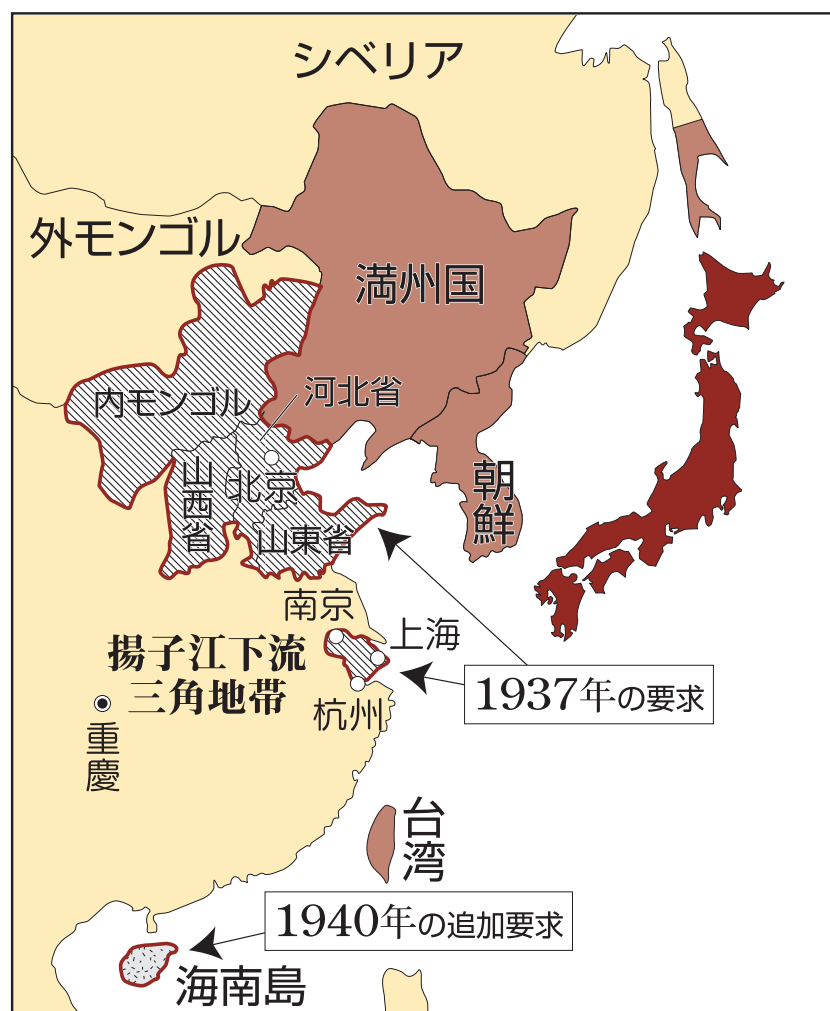 シベリア
外モンゴル
満州国
内モンゴル
河北省
山西省
北京
山東省
朝鮮
南京
上海
揚子江下流
三角地帯
杭州
重慶
1937年の要求
台湾
1940年の追加要求
海南島